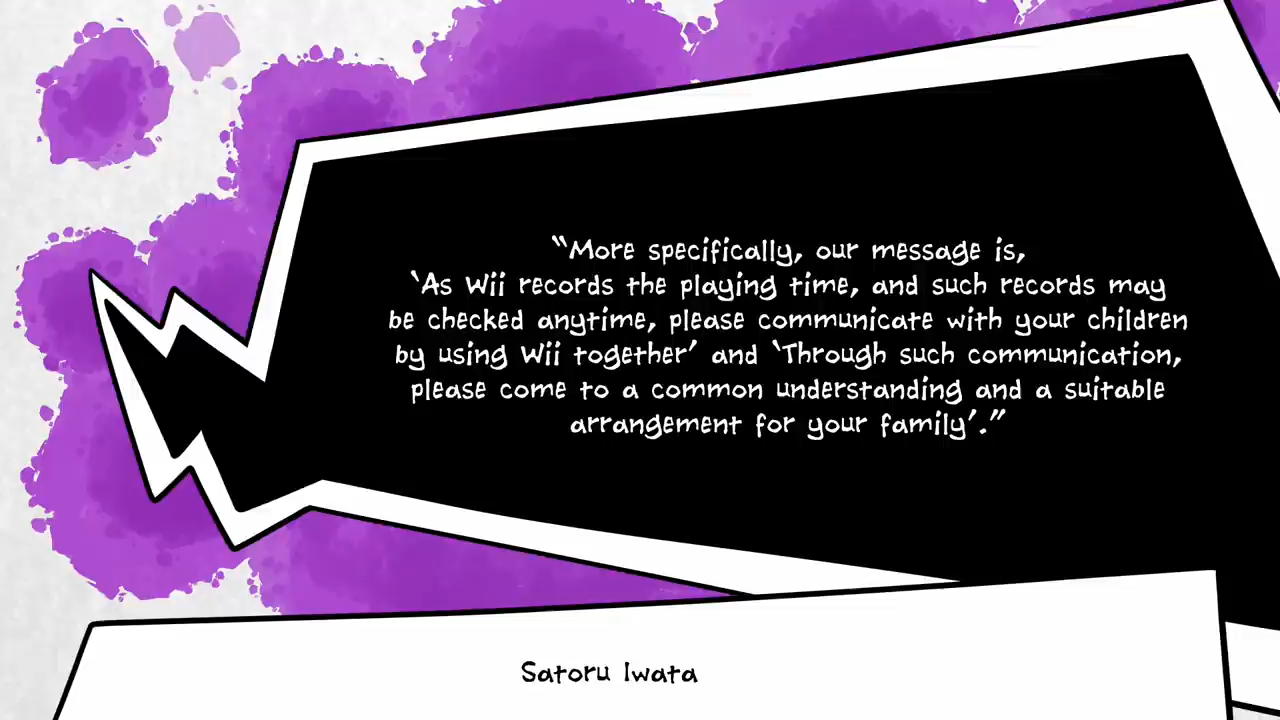 “More specifically, our message is,
‘As Wii records the playing time, and such records may
be checked anytime, please communicate with your children
by using Wii together’ and ‘Through such communication,
please come to a common understanding and a suitable
arrangement for your family’.”
Satoru Iwata